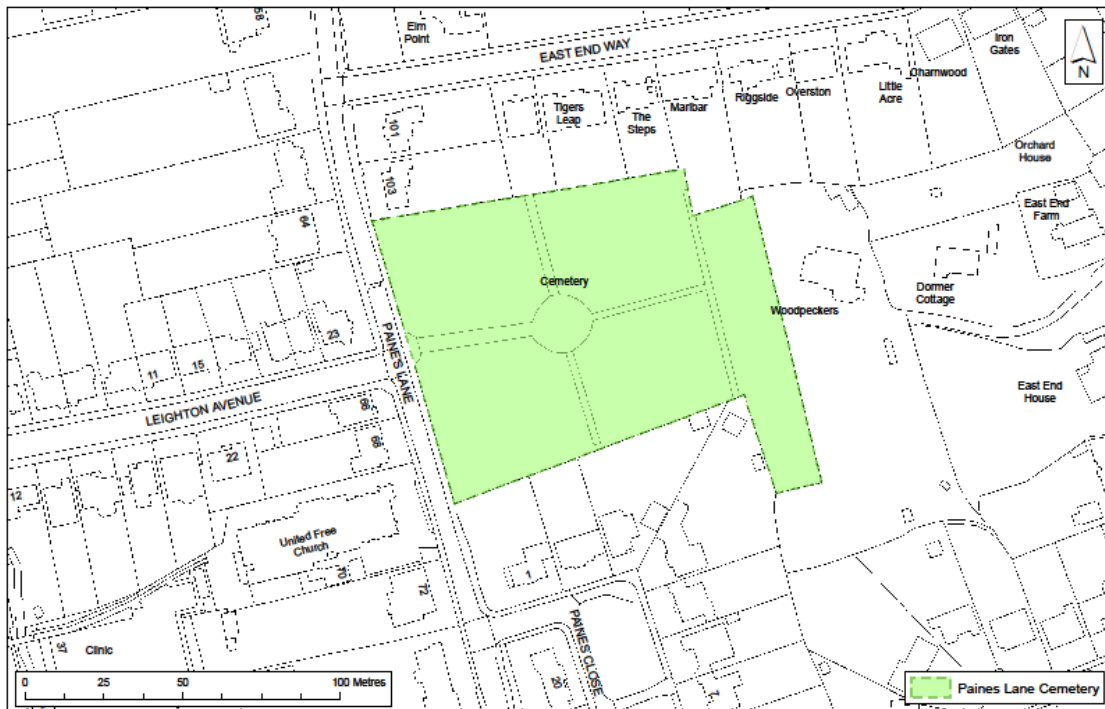 58
Elm
Point
EAST END WAY
Iron
Gates
N
Charnwood
Little
Acre
Overston
Riggside
Marlbar
The
Steps
Tigers
Leap
101
103
Orchard
House
East End
Farm
64
Cemetery
Woodpeckers
Dormer
Cottage
PAINE'S LANE
23
15
11
LEIGHTON AVENUE
East End
House
66
68
22
12
United Free
Church
70
72
1
PAINES CLOSE
37
Clinic
20
7
0 25 50 100 Metres
Paines Lane Cemetery